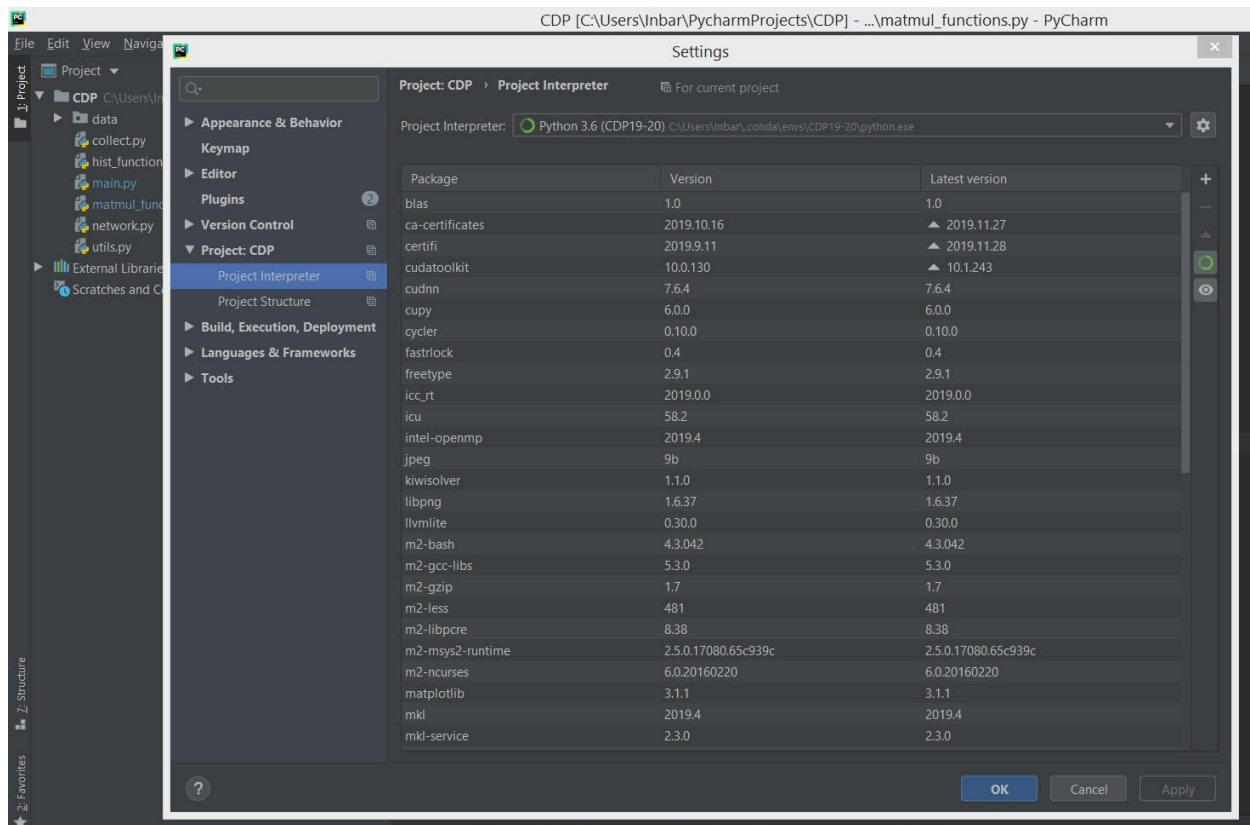 CDP [C:\Users\Inbar\PycharmProjects\CDP] - ...\matmul_functions.py - PyCharm
File Edit View Naviga
Settings
1: Project
Project
CDP C:\Users\In
data
collect.py
hist_function
main.py
matmul_func
network.py
utils.py
External Librarie
Scratches and C
7: Structure
2: Favorites
Appearance & Behavior
Keymap
Editor
Plugins 2
Version Control
Project: CDP
Project Interpreter
Project Structure
Build, Execution, Deployment
Languages & Frameworks
Tools
Project: CDP › Project Interpreter For current project
Project Interpreter: Python 3.6 (CDP19-20) C:\Users\Inbar\.conda\envs\CDP19-20\python.exe
Package Version Latest version
blas 1.0 1.0
ca-certificates 2019.10.16 ▲ 2019.11.27
certifi 2019.9.11 ▲ 2019.11.28
cudatoolkit 10.0.130 ▲ 10.1.243
cudnn 7.6.4 7.6.4
cupy 6.0.0 6.0.0
cycler 0.10.0 0.10.0
fastrlock 0.4 0.4
freetype 2.9.1 2.9.1
icc_rt 2019.0.0 2019.0.0
icu 58.2 58.2
intel-openmp 2019.4 2019.4
jpeg 9b 9b
kiwisolver 1.1.0 1.1.0
libpng 1.6.37 1.6.37
llvmlite 0.30.0 0.30.0
m2-bash 4.3.042 4.3.042
m2-gcc-libs 5.3.0 5.3.0
m2-gzip 1.7 1.7
m2-less 481 481
m2-libpcre 8.38 8.38
m2-msys2-runtime 2.5.0.17080.65c939c 2.5.0.17080.65c939c
m2-ncurses 6.0.20160220 6.0.20160220
matplotlib 3.1.1 3.1.1
mkl 2019.4 2019.4
mkl-service 2.3.0 2.3.0
? OK Cancel Apply